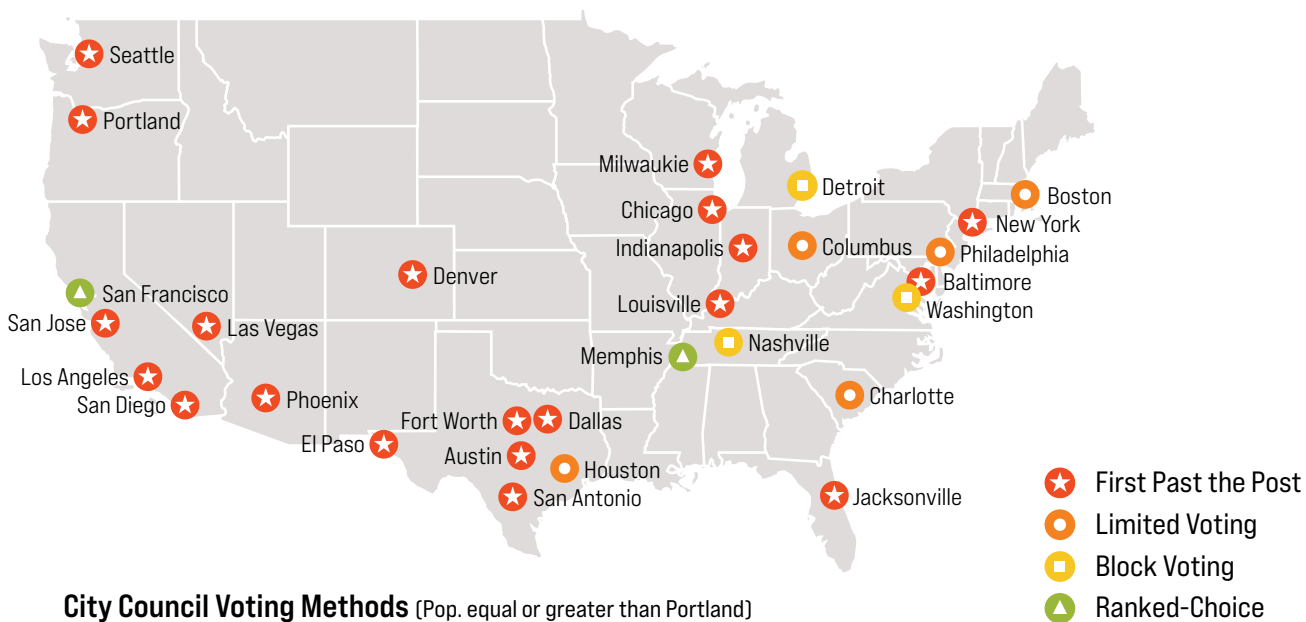 Seattle
Portland
Milwaukie
Detroit
Boston
Chicago
New York
Indianapolis
Columbus
Philadelphia
Denver
Baltimore
San Francisco
Louisville
Washington
San Jose
Las Vegas
Nashville
Memphis
Los Angeles
Phoenix
Charlotte
San Diego
Fort Worth
Dallas
El Paso
Austin
Houston
San Antonio
Jacksonville
First Past the Post
Limited Voting
Block Voting
Ranked-Choice
City Council Voting Methods (Pop. equal or greater than Portland)